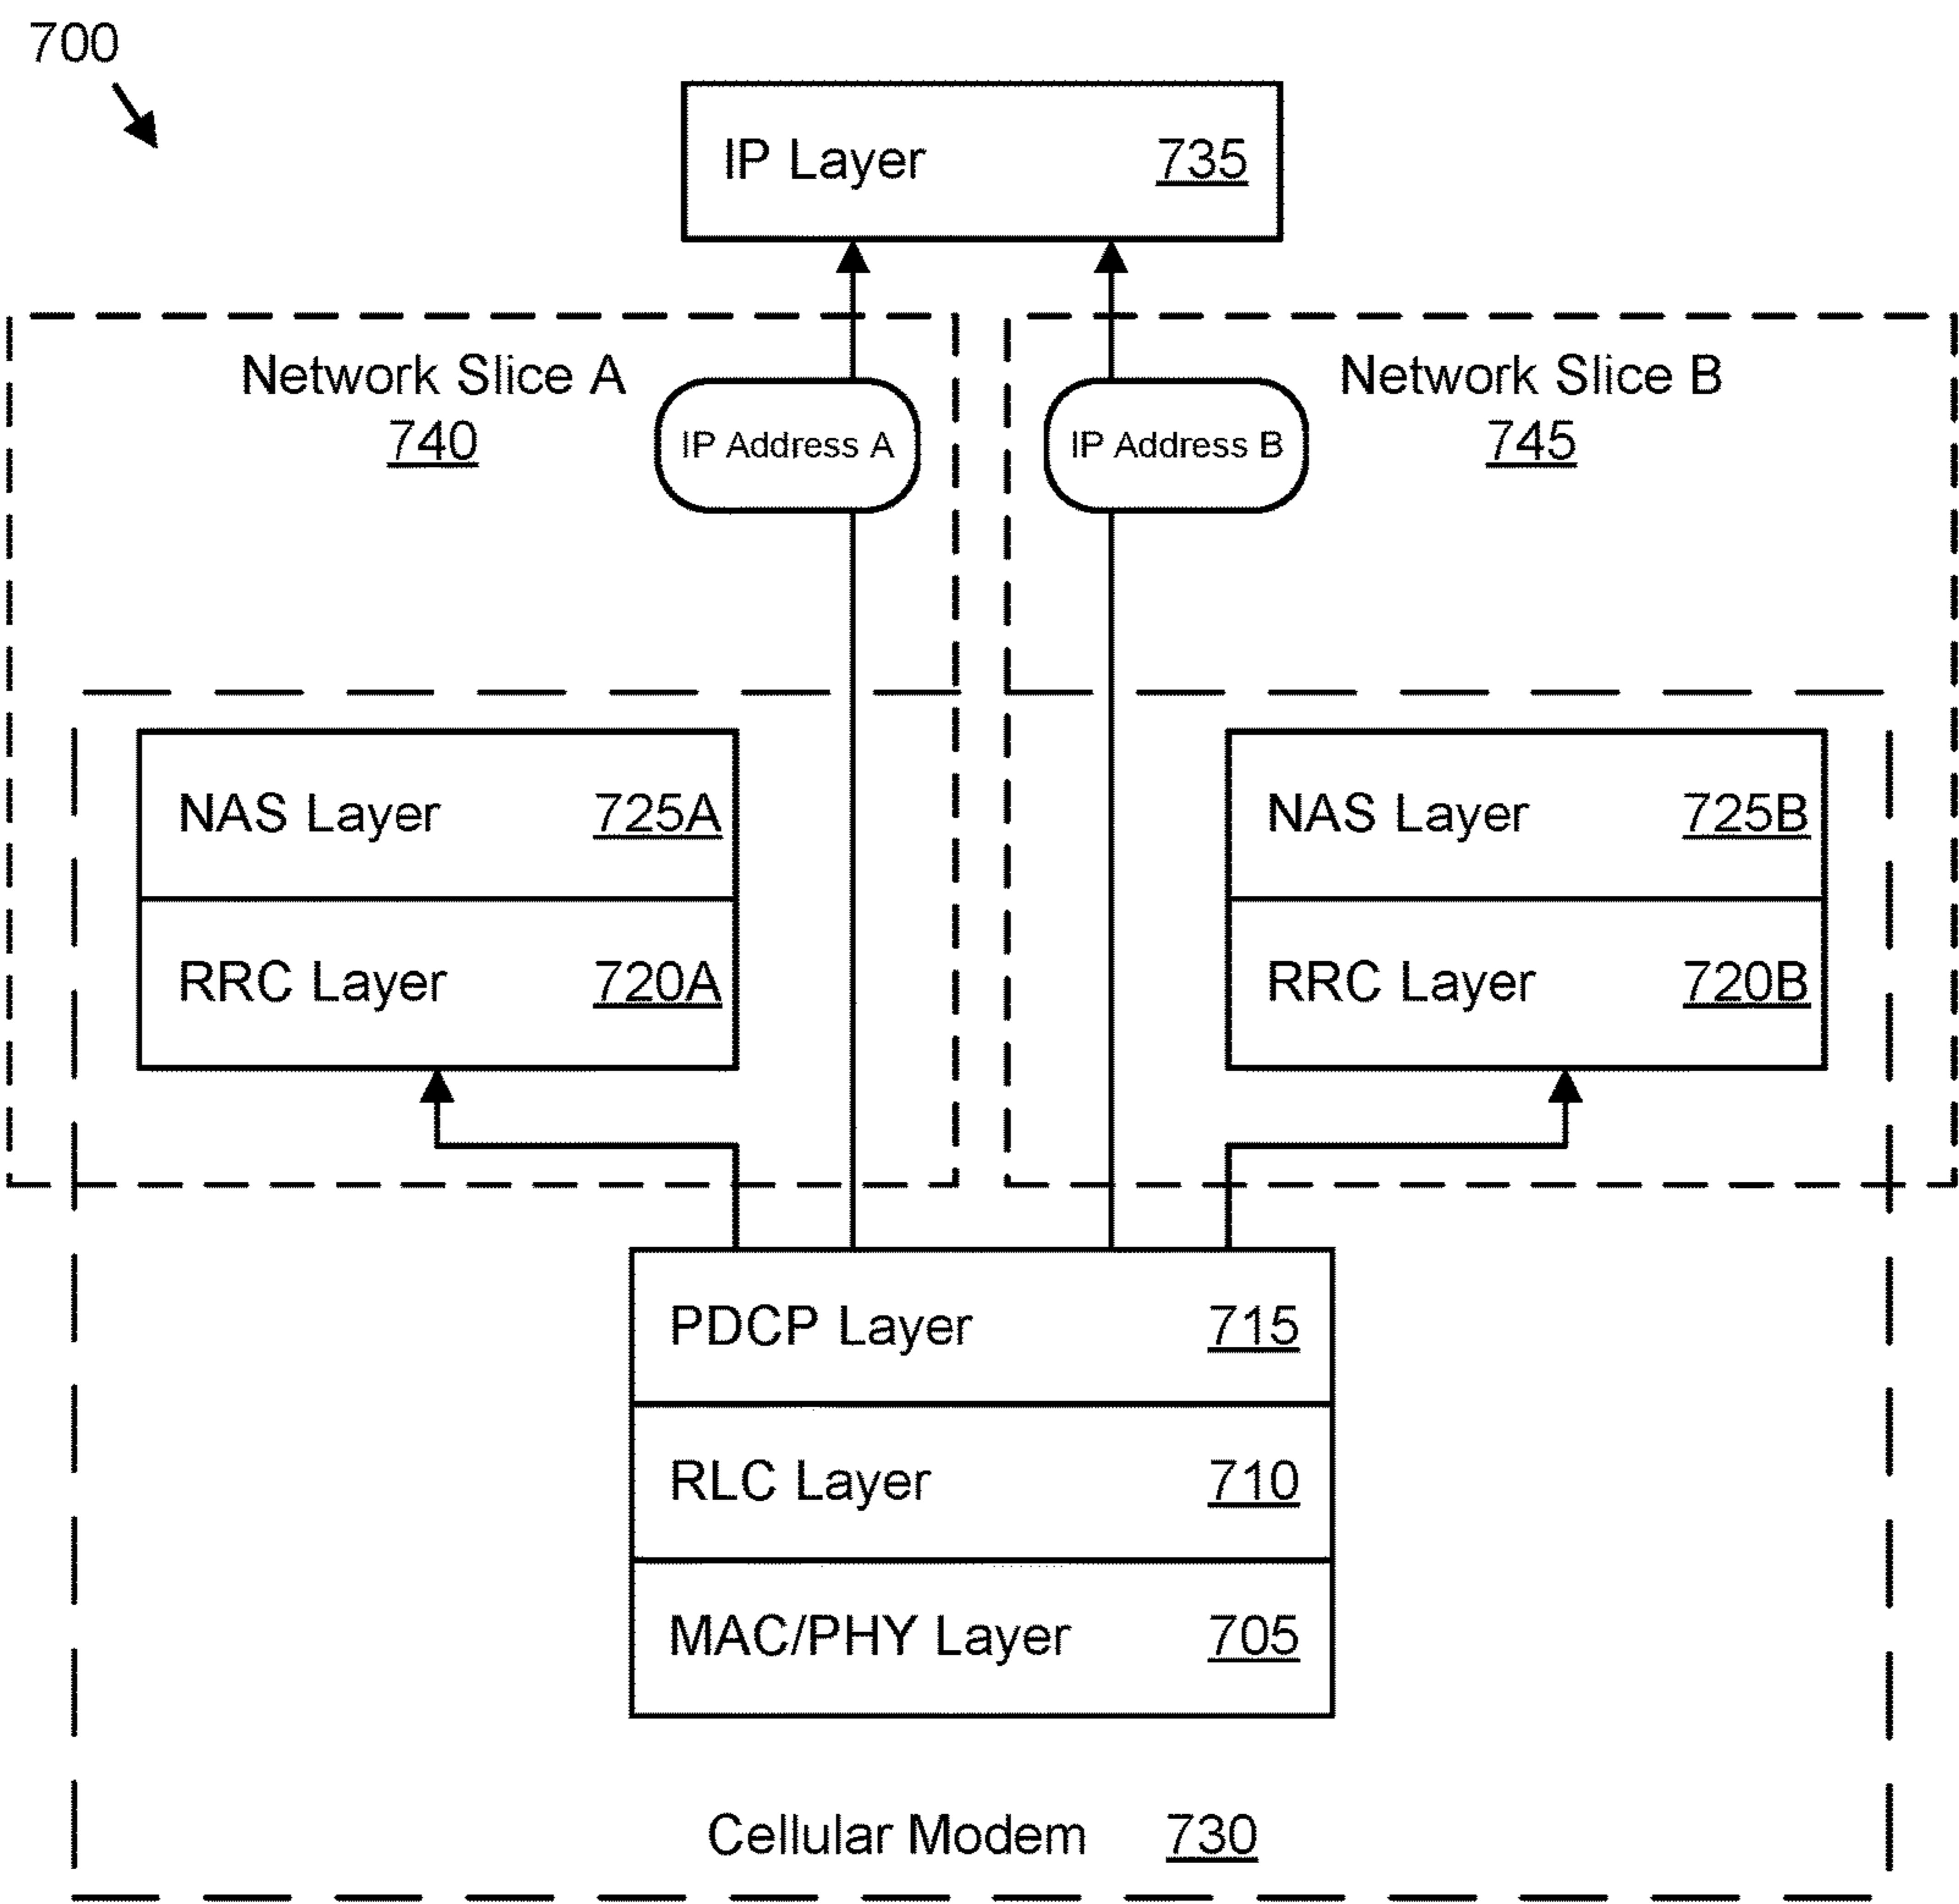 700
IP Layer 735
Network Slice A
740
IP Address A
IP Address B
Network Slice B
745
NAS Layer 725A
RRC Layer 720A
NAS Layer 725B
RRC Layer 720B
PDCP Layer 715
RLC Layer 710
MAC/PHY Layer 705
Cellular Modem 730